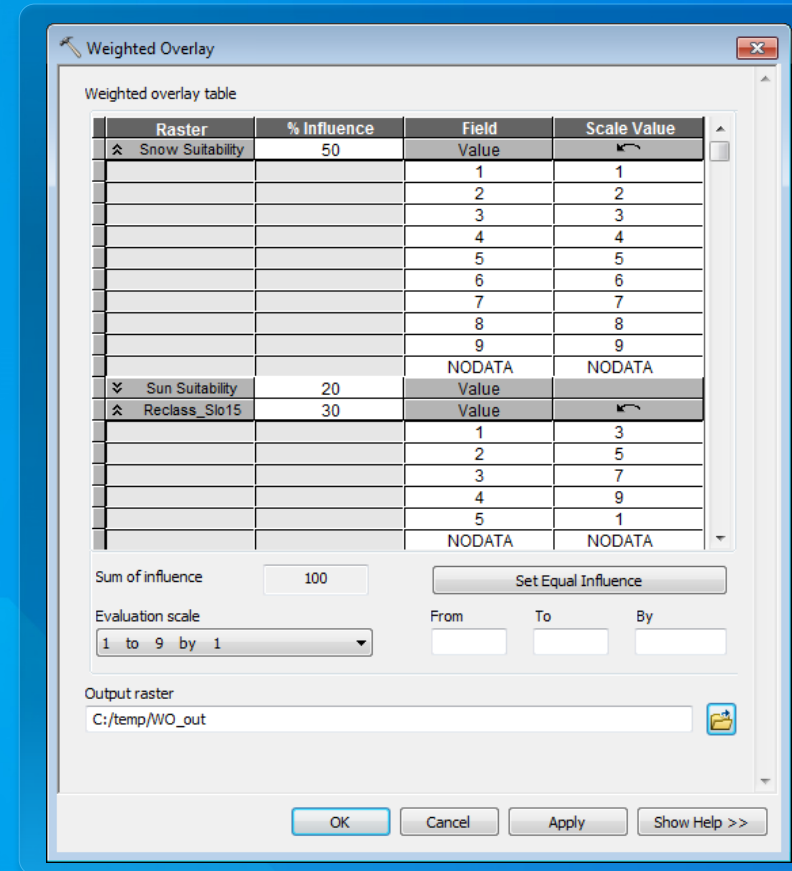 Weighted Overlay
Weighted overlay table
Raster % Influence Field Scale Value
Snow Suitability 50 Value
1 1
2 2
3 3
4 4
5 5
6 6
7 7
8 8
9 9
NODATA NODATA
Sun Suitability 20 Value
Reclass_Slo15 30 Value
1 3
2 5
3 7
4 9
5 1
NODATA NODATA
Sum of influence 100 Set Equal Influence
Evaluation scale From To By
1 to 9 by 1
Output raster
C:/temp/WO_out
OK Cancel Apply Show Help >>